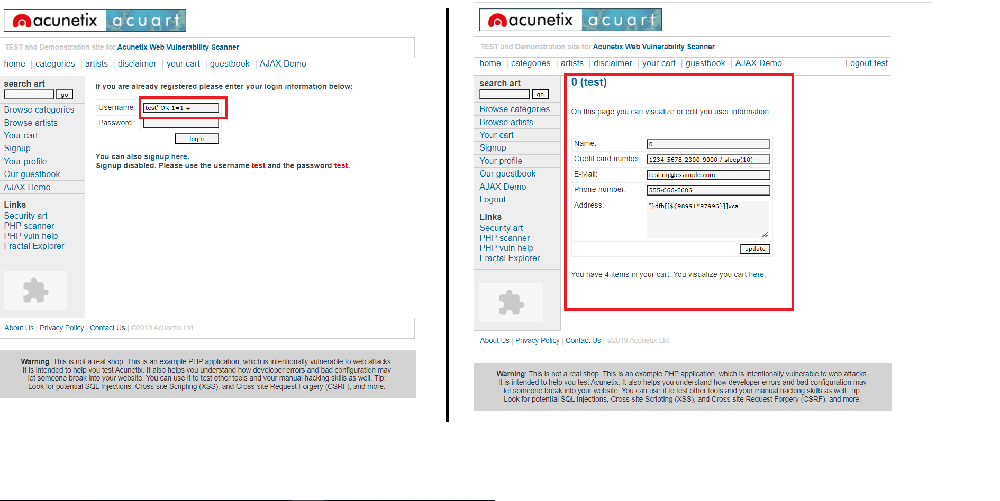 acunetix acuart
TEST and Demonstration site for Acunetix Web Vulnerability Scanner
home | categories | artists | disclaimer | your cart | guestbook | AJAX Demo
search art
go
Browse categories
Browse artists
Your cart
Signup
Your profile
Our guestbook
AJAX Demo
Links
Security art
PHP scanner
PHP vuln help
Fractal Explorer
If you are already registered please enter your login information below:
Username : test' OR 1=1 #
Password :
login
You can also signup here.
Signup disabled. Please use the username test and the password test.
About Us | Privacy Policy | Contact Us | ©2019 Acunetix Ltd
Warning: This is not a real shop. This is an example PHP application, which is intentionally vulnerable to web attacks.
It is intended to help you test Acunetix. It also helps you understand how developer errors and bad configuration may
let someone break into your website. You can use it to test other tools and your manual hacking skills as well. Tip:
Look for potential SQL Injections, Cross-site Scripting (XSS), and Cross-site Request Forgery (CSRF), and more.
acunetix acuart
TEST and Demonstration site for Acunetix Web Vulnerability Scanner
home | categories | artists | disclaimer | your cart | guestbook | AJAX Demo Logout test
search art
go
Browse categories
Browse artists
Your cart
Signup
Your profile
Our guestbook
AJAX Demo
Logout
Links
Security art
PHP scanner
PHP vuln help
Fractal Explorer
0 (test)
On this page you can visualize or edit you user information.
Name: 0
Credit card number: 1234-5678-2300-9000 / sleep(10)
E-Mail: testing@example.com
Phone number: 555-666-0606
Address: "}dfb[[${98991*97996}]]xca
update
You have 4 items in your cart. You visualize you cart here.
About Us | Privacy Policy | Contact Us | ©2019 Acunetix Ltd
Warning: This is not a real shop. This is an example PHP application, which is intentionally vulnerable to web attacks.
It is intended to help you test Acunetix. It also helps you understand how developer errors and bad configuration may
let someone break into your website. You can use it to test other tools and your manual hacking skills as well. Tip:
Look for potential SQL Injections, Cross-site Scripting (XSS), and Cross-site Request Forgery (CSRF), and more.